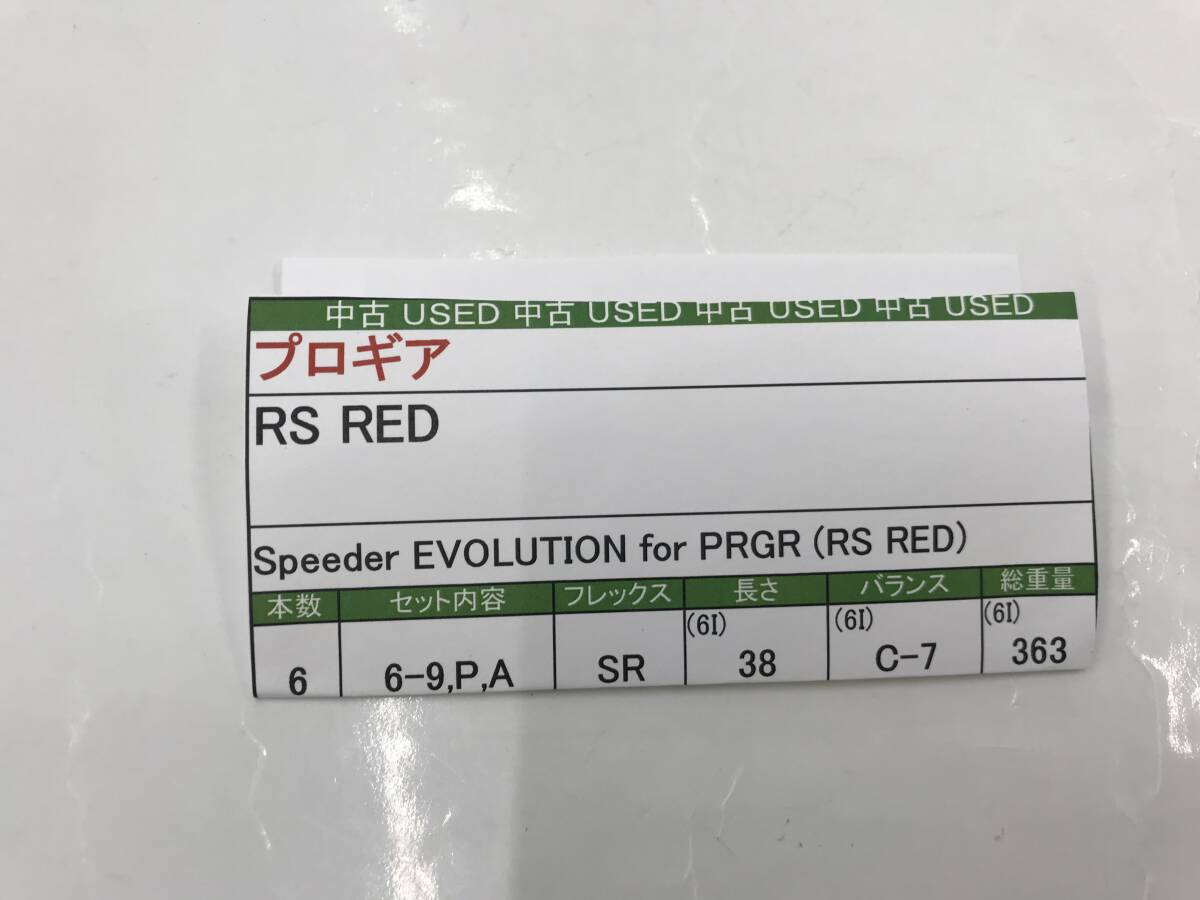 中古 USED 中古 USED 中古 USED 中古 USED
プロギア
RS RED
Speeder EVOLUTION for PRGR (RS RED)
本数 セット内容 フレックス 長さ バランス 総重量
(6I) (6I) (6I)
6 6-9,P,A SR 38 C-7 363